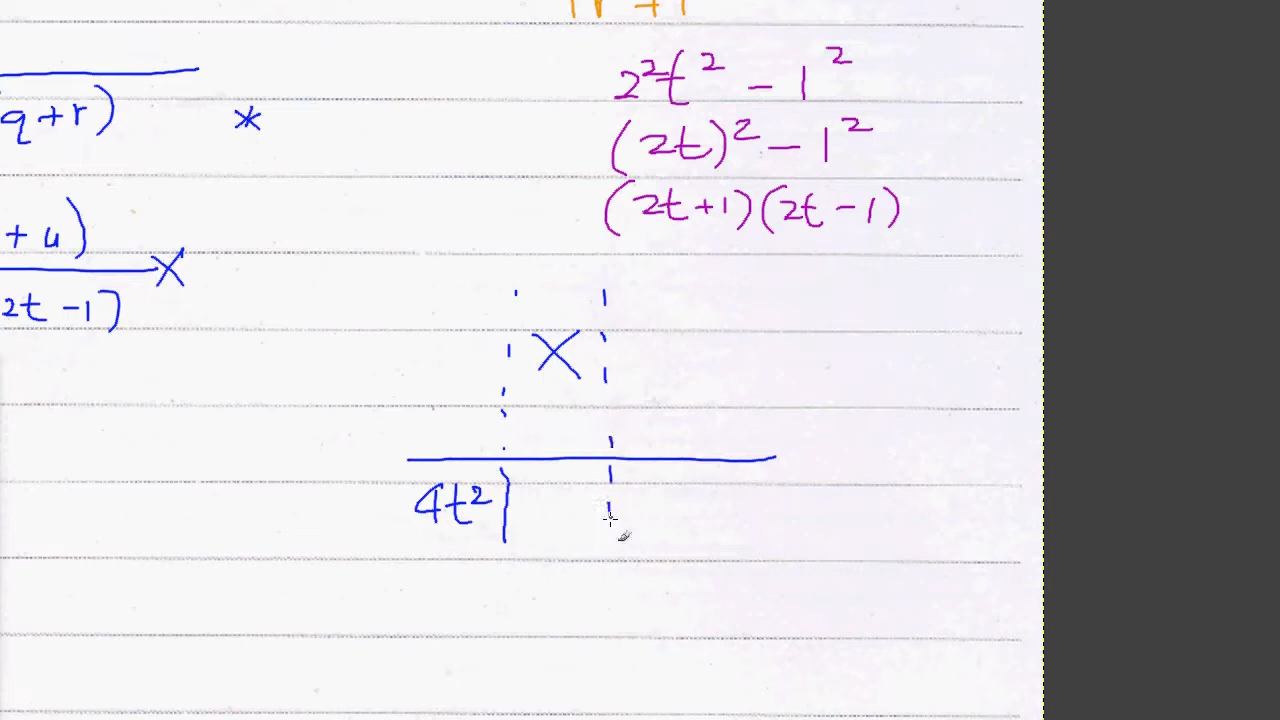 2²t² - 1²
q+r) *
(2t)² - 1²
(2t+1)(2t-1)
+ u)
X
2t -1)
X
4t²